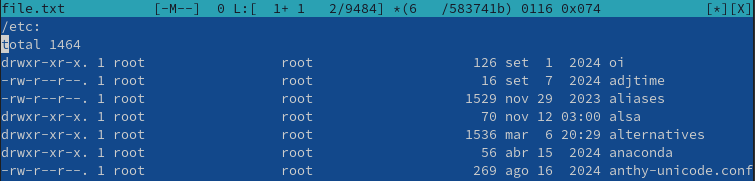 file.txt [-M--] 0 L:[ 1+ 1 2/9484] *(6 /583741b) 0116 0x074 [*][X]
/etc:
total 1464
drwxr-xr-x. 1 root root 126 set 1 2024 oi
-rw-r--r--. 1 root root 16 set 7 2024 adjtime
-rw-r--r--. 1 root root 1529 nov 29 2023 aliases
drwxr-xr-x. 1 root root 70 nov 12 03:00 alsa
drwxr-xr-x. 1 root root 1536 mar 6 20:29 alternatives
drwxr-xr-x. 1 root root 56 abr 15 2024 anaconda
-rw-r--r--. 1 root root 269 ago 16 2024 anthy-unicode.conf